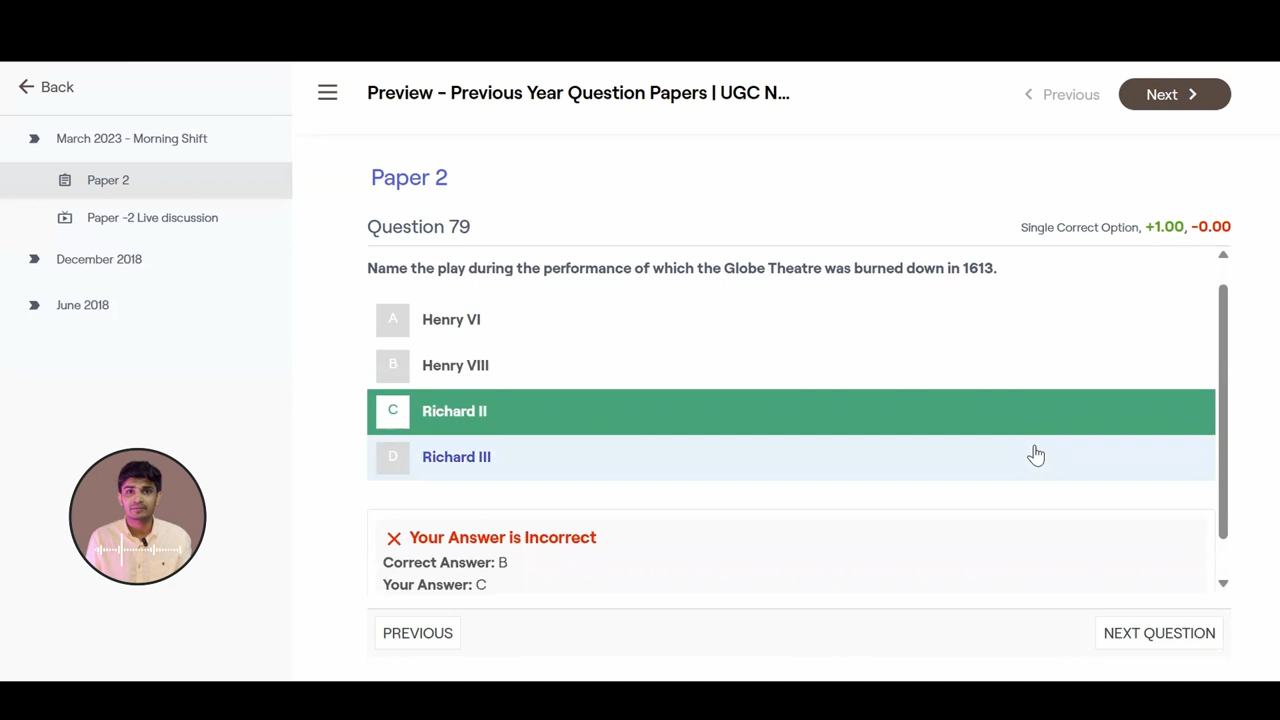 Back
Preview - Previous Year Question Papers | UGC N...
Previous
Next
March 2023 - Morning Shift
Paper 2
Paper -2 Live discussion
December 2018
June 2018
Paper 2
Question 79
Single Correct Option, +1.00, -0.00
Name the play during the performance of which the Globe Theatre was burned down in 1613.
A Henry VI
B Henry VIII
C Richard II
D Richard III
Your Answer is Incorrect
Correct Answer: B
Your Answer: C
PREVIOUS
NEXT QUESTION